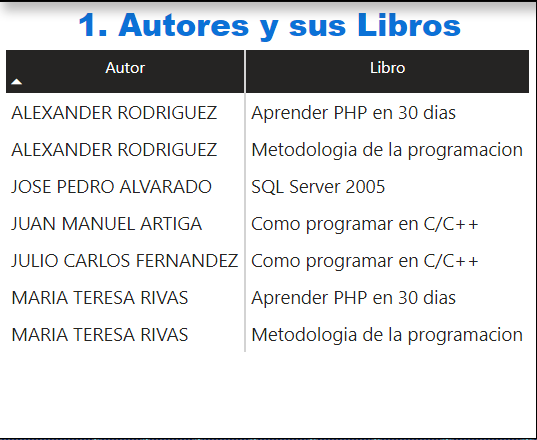 1. Autores y sus Libros
Autor Libro
ALEXANDER RODRIGUEZ Aprender PHP en 30 dias
ALEXANDER RODRIGUEZ Metodologia de la programacion
JOSE PEDRO ALVARADO SQL Server 2005
JUAN MANUEL ARTIGA Como programar en C/C++
JULIO CARLOS FERNANDEZ Como programar en C/C++
MARIA TERESA RIVAS Aprender PHP en 30 dias
MARIA TERESA RIVAS Metodologia de la programacion